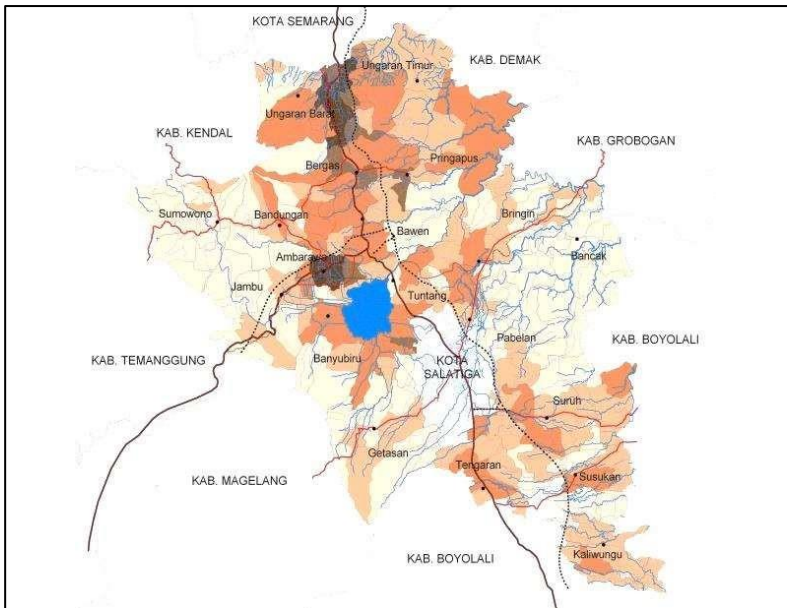 KOTA SEMARANG
Ungaran Timur
KAB. DEMAK
Ungaran Barat
KAB. KENDAL
KAB. GROBOGAN
Bergas
Pringapus
Sumowono
Bandungan
Bringin
Bawen
Ambarawa
Bancak
Jambu
Tuntang
Pabelan
KAB. BOYOLALI
KAB. TEMANGGUNG
Banyubiru
KOTA
SALATIGA
Suruh
Getasan
Tengaran
KAB. MAGELANG
Susukan
KAB. BOYOLALI
Kaliwungu